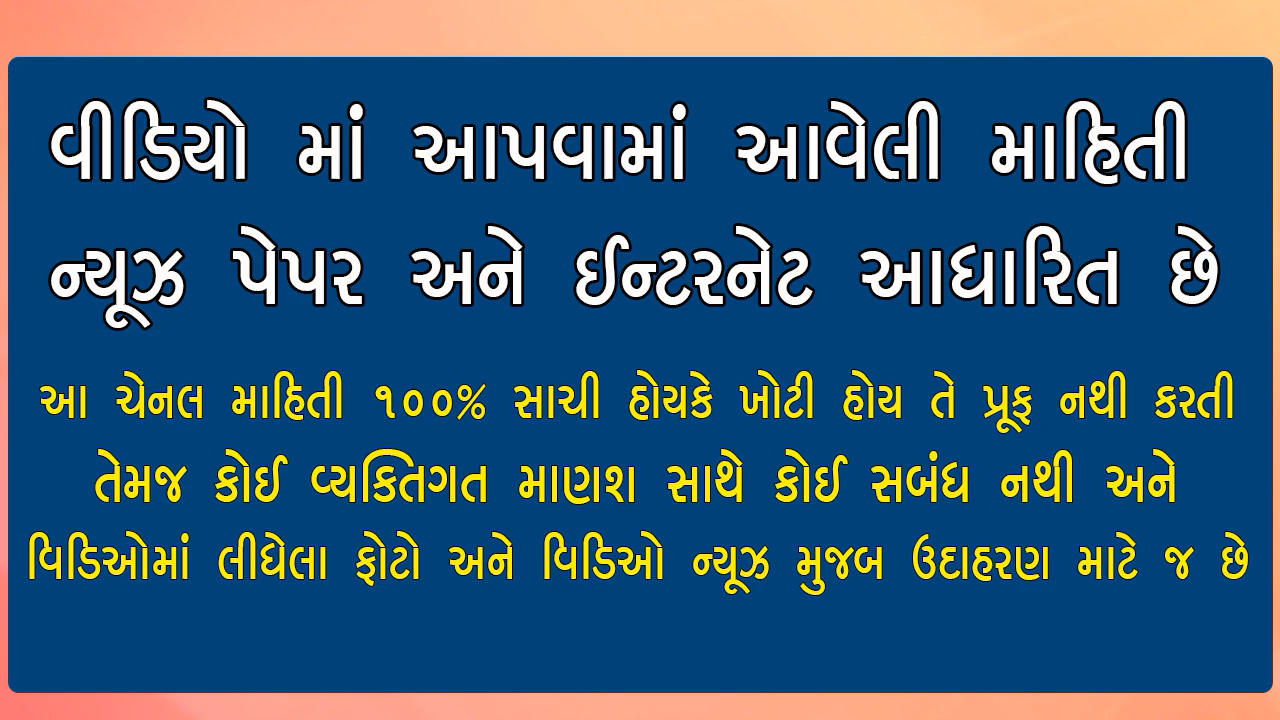 વીડિયો માં આપવામાં આવેલી માહિતી
ન્યૂઝ પેપર અને ઈન્ટરનેટ આધારિત છે
આ ચેનલ માહિતી ૧૦૦% સાચી હોયકે ખોટી હોય તે પ્રૂફ નથી કરતી
તેમજ કોઈ વ્યક્તિગત માણશ સાથે કોઈ સબંધ નથી અને
વિડિઓમાં લીધેલા ફોટો અને વિડિઓ ન્યૂઝ મુજબ ઉદાહરણ માટે જ છે